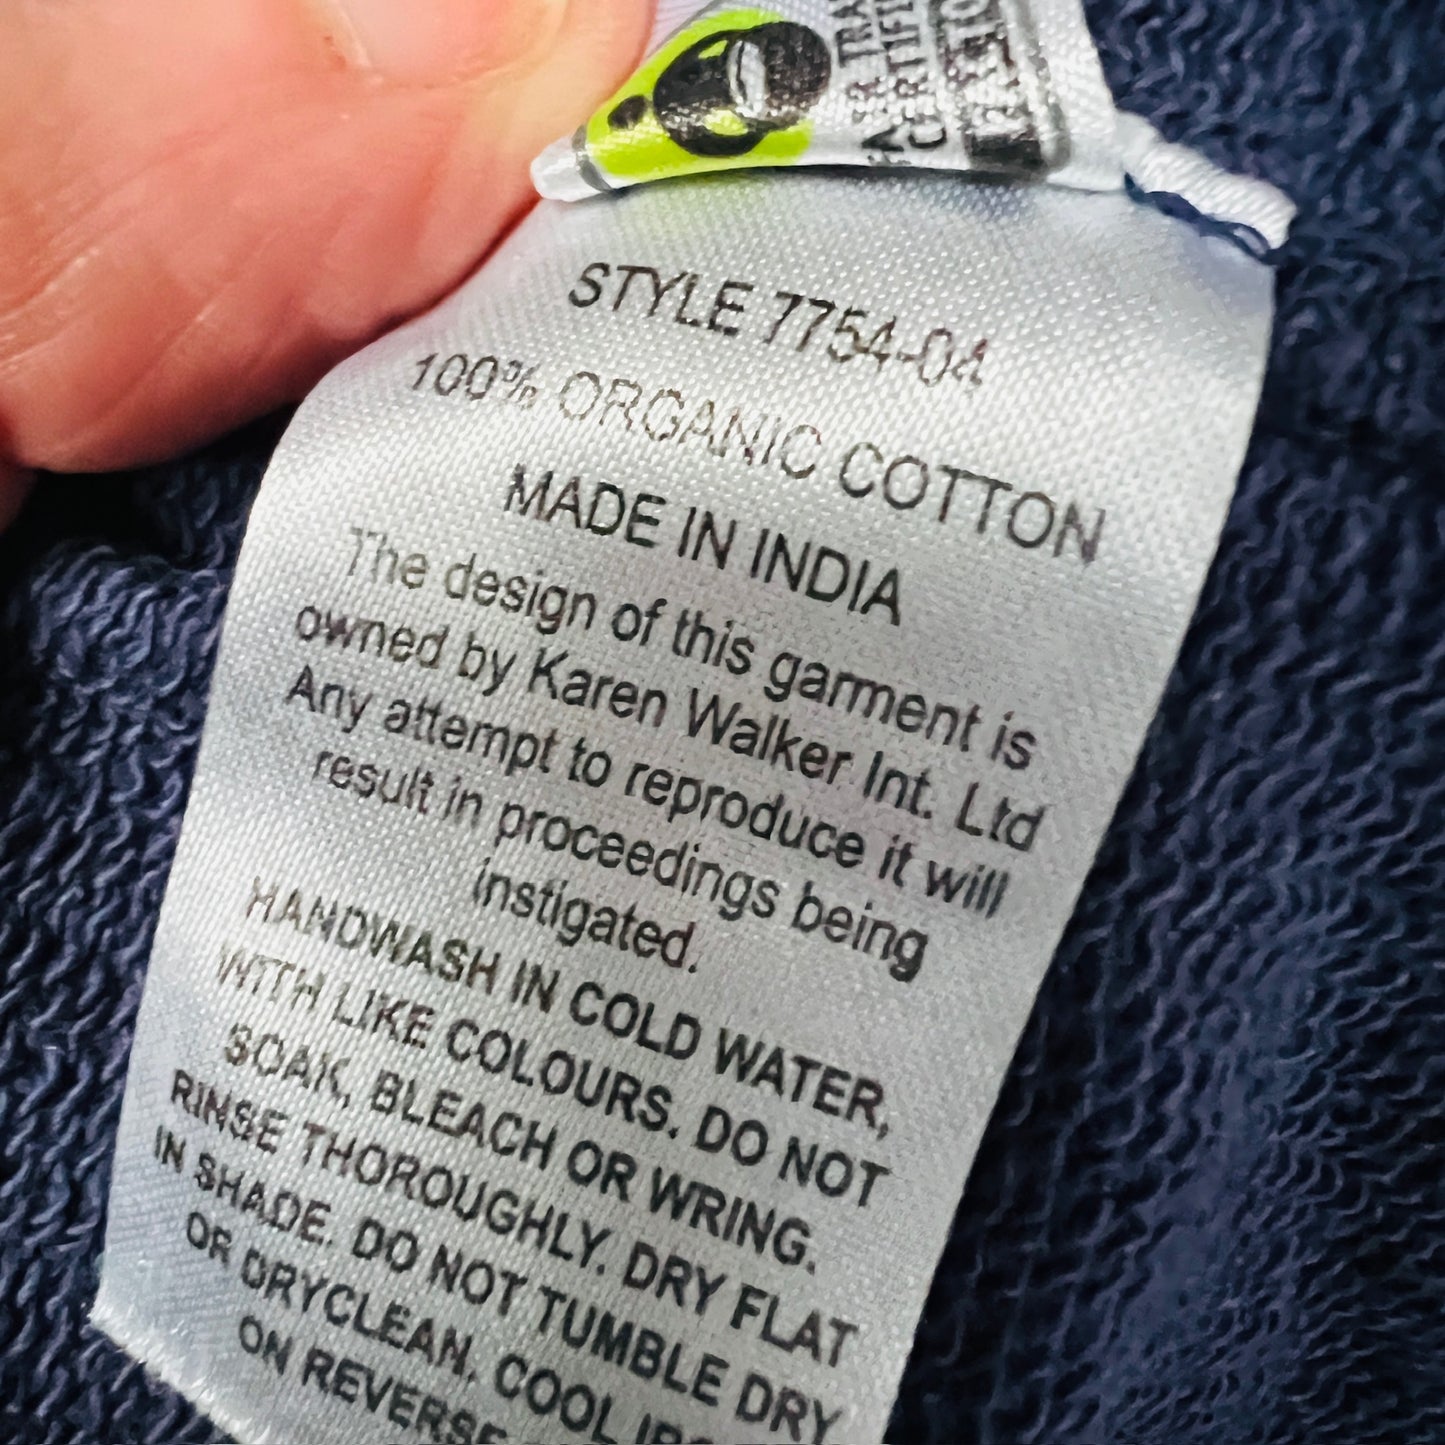 STYLE 7754-04
100% ORGANIC COTTON
MADE IN INDIA
The design of this garment is
owned by Karen Walker Int. Ltd
Any attempt to reproduce it will
result in proceedings being
instigated.
HANDWASH IN COLD WATER,
WITH LIKE COLOURS. DO NOT
SOAK, BLEACH OR WRING.
RINSE THOROUGHLY. DRY FLAT
IN SHADE. DO NOT TUMBLE DRY
OR DRYCLEAN. COOL
ON REVERSE